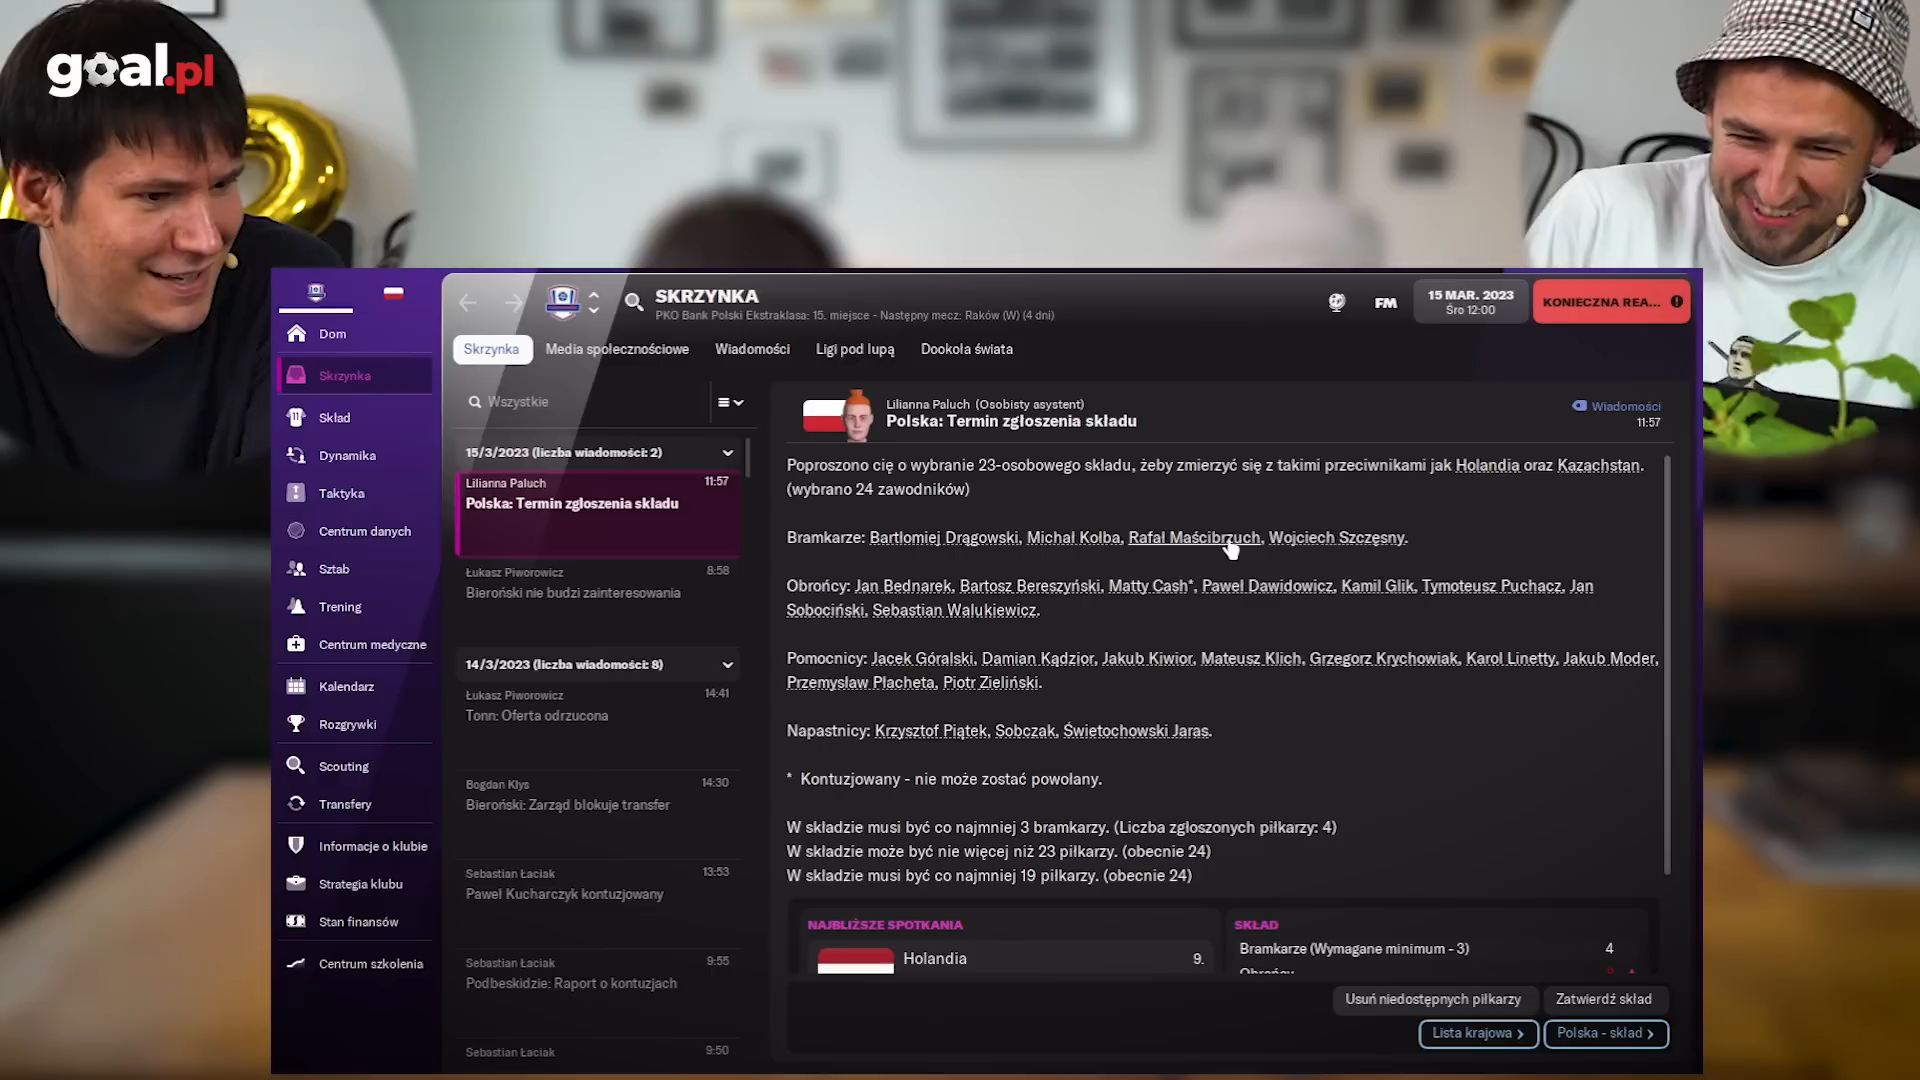 goal.pl
SKRZYNKA
PKO Bank Polski Ekstraklasa: 15. miejsce - Następny mecz: Raków (W) (4 dni)
FM
15 MAR. 2023
Śro 12:00
KONIECZNA REA...
Dom
Skrzynka
Skład
Dynamika
Taktyka
Centrum danych
Sztab
Trening
Centrum medyczne
Kalendarz
Rozgrywki
Scouting
Transfery
Informacje o klubie
Strategia klubu
Stan finansów
Centrum szkolenia
Skrzynka Media społecznościowe Wiadomości Ligi pod lupą Dookoła świata
Wszystkie
15/3/2023 (liczba wiadomości: 2)
Lilianna Paluch 11:57
Polska: Termin zgłoszenia składu
Łukasz Piworowicz 8:58
Bieroński nie budzi zainteresowania
14/3/2023 (liczba wiadomości: 8)
Łukasz Piworowicz 14:41
Tonn: Oferta odrzucona
Bogdan Kłys 14:30
Bieroński: Zarząd blokuje transfer
Sebastian Łaciak 13:53
Paweł Kucharczyk kontuzjowany
Sebastian Łaciak 9:55
Podbeskidzie: Raport o kontuzjach
Sebastian Łaciak 9:50
Lilianna Paluch (Osobisty asystent)
Polska: Termin zgłoszenia składu
Wiadomości
11:57
Poproszono cię o wybranie 23-osobowego składu, żeby zmierzyć się z takimi przeciwnikami jak Holandia oraz Kazachstan.
(wybrano 24 zawodników)
Bramkarze: Bartłomiej Drągowski, Michał Kołba, Rafał Maścibrzuch, Wojciech Szczęsny.
Obrońcy: Jan Bednarek, Bartosz Bereszyński, Matty Cash*, Paweł Dawidowicz, Kamil Glik, Tymoteusz Puchacz, Jan
Sobociński, Sebastian Walukiewicz.
Pomocnicy: Jacek Góralski, Damian Kądzior, Jakub Kiwior, Mateusz Klich, Grzegorz Krychowiak, Karol Linetty, Jakub Moder,
Przemysław Płacheta, Piotr Zieliński.
Napastnicy: Krzysztof Piątek, Sobczak, Świetochowski Jaras.
* Kontuzjowany - nie może zostać powołany.
W składzie musi być co najmniej 3 bramkarzy. (Liczba zgłoszonych piłkarzy: 4)
W składzie może być nie więcej niż 23 piłkarzy. (obecnie 24)
W składzie musi być co najmniej 19 piłkarzy. (obecnie 24)
NAJBLIŻSZE SPOTKANIA
Holandia 9.
SKŁAD
Bramkarze (Wymagane minimum - 3) 4
Usuń niedostępnych piłkarzy
Zatwierdź skład
Lista krajowa
Polska - skład